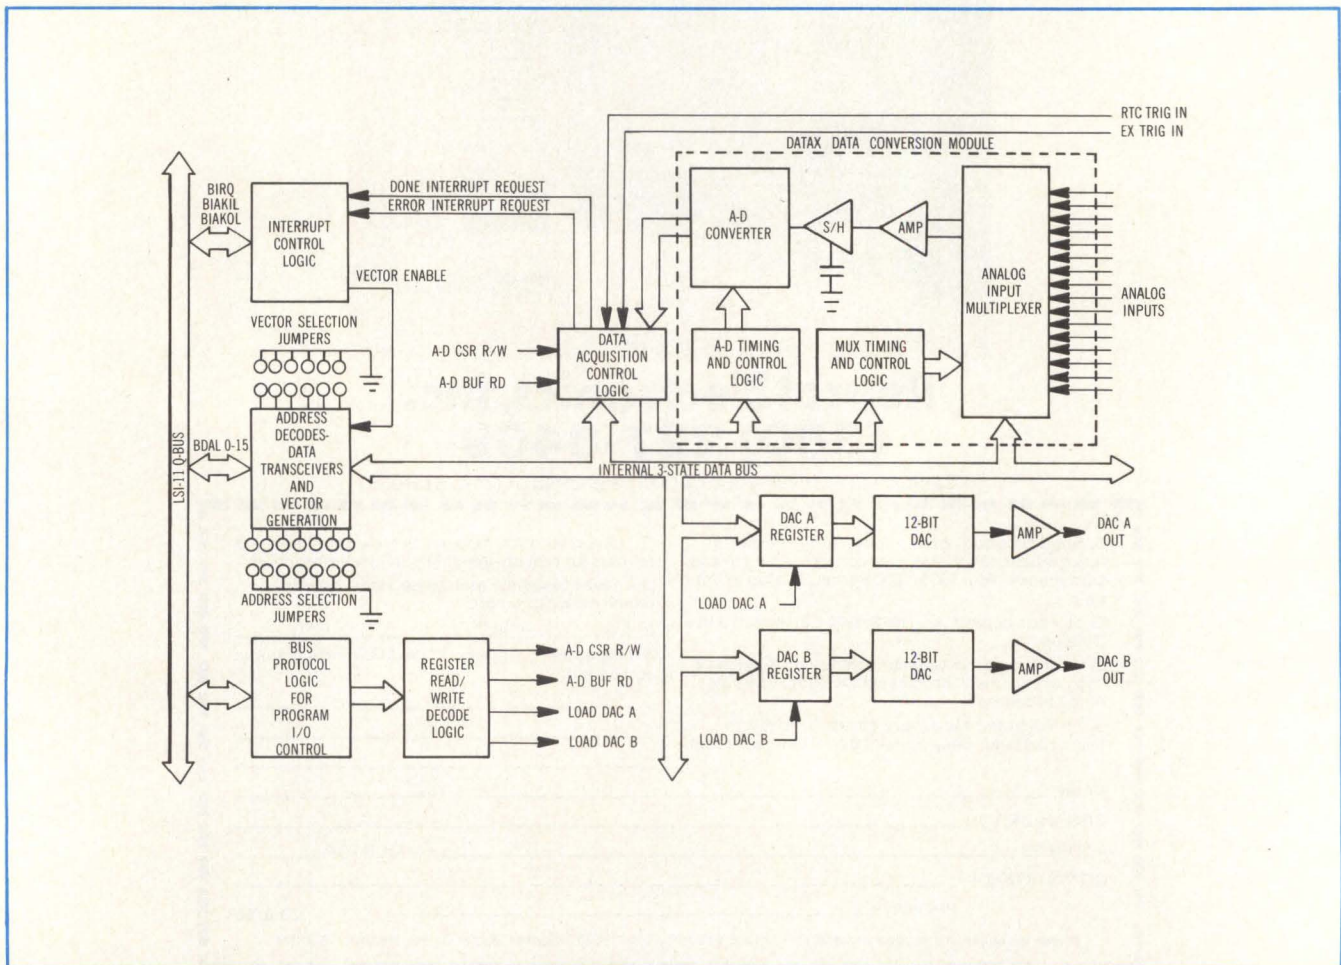 RTC TRIG IN
EX TRIG IN
DATAX DATA CONVERSION MODULE
BIRQ
BIAKIL
BIAKOL
INTERRUPT
CONTROL
LOGIC
DONE INTERRUPT REQUEST
ERROR INTERRUPT REQUEST
A-D
CONVERTER
S/H
AMP
ANALOG
INPUT
MULTIPLEXER
ANALOG
INPUTS
VECTOR ENABLE
VECTOR SELECTION
JUMPERS
A-D CSR R/W
A-D BUF RD
DATA
ACQUISITION
CONTROL
LOGIC
A-D TIMING
AND CONTROL
LOGIC
MUX TIMING
AND CONTROL
LOGIC
LSI-11 Q-BUS
BDAL 0-15
ADDRESS
DECODES-
DATA
TRANSCEIVERS
AND
VECTOR
GENERATION
INTERNAL 3-STATE DATA BUS
ADDRESS SELECTION
JUMPERS
DAC A
REGISTER
12-BIT
DAC
AMP
DAC A
OUT
LOAD DAC A
BUS
PROTOCOL
LOGIC
FOR
PROGRAM
I/O
CONTROL
REGISTER
READ/
WRITE
DECODE
LOGIC
A-D CSR R/W
A-D BUF RD
LOAD DAC A
LOAD DAC B
DAC B
REGISTER
12-BIT
DAC
AMP
DAC B
OUT
LOAD DAC B